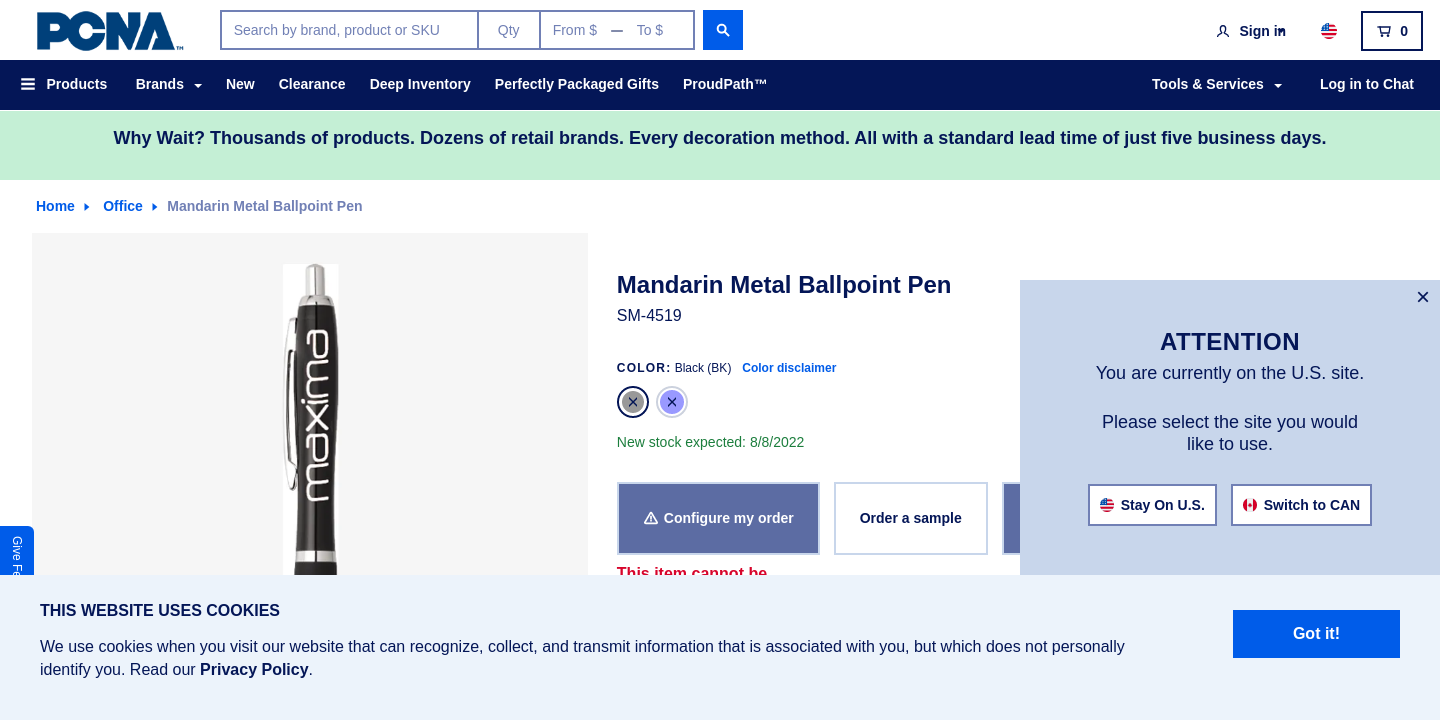 PCNA™
Search by brand, product or SKU
Qty
From $ — To $
Sign in
0
Products
Brands
New
Clearance
Deep Inventory
Perfectly Packaged Gifts
ProudPath™
Tools & Services
Log in to Chat
Why Wait? Thousands of products. Dozens of retail brands. Every decoration method. All with a standard lead time of just five business days.
Home
Office
Mandarin Metal Ballpoint Pen
maxima
Mandarin Metal Ballpoint Pen
SM-4519
COLOR: Black (BK) Color disclaimer
New stock expected: 8/8/2022
Configure my order
Order a sample
This item cannot be
ATTENTION
You are currently on the U.S. site.
Please select the site you would
like to use.
Stay On U.S.
Switch to CAN
Give
THIS WEBSITE USES COOKIES
We use cookies when you visit our website that can recognize, collect, and transmit information that is associated with you, but which does not personally
identify you. Read our Privacy Policy.
Got it!